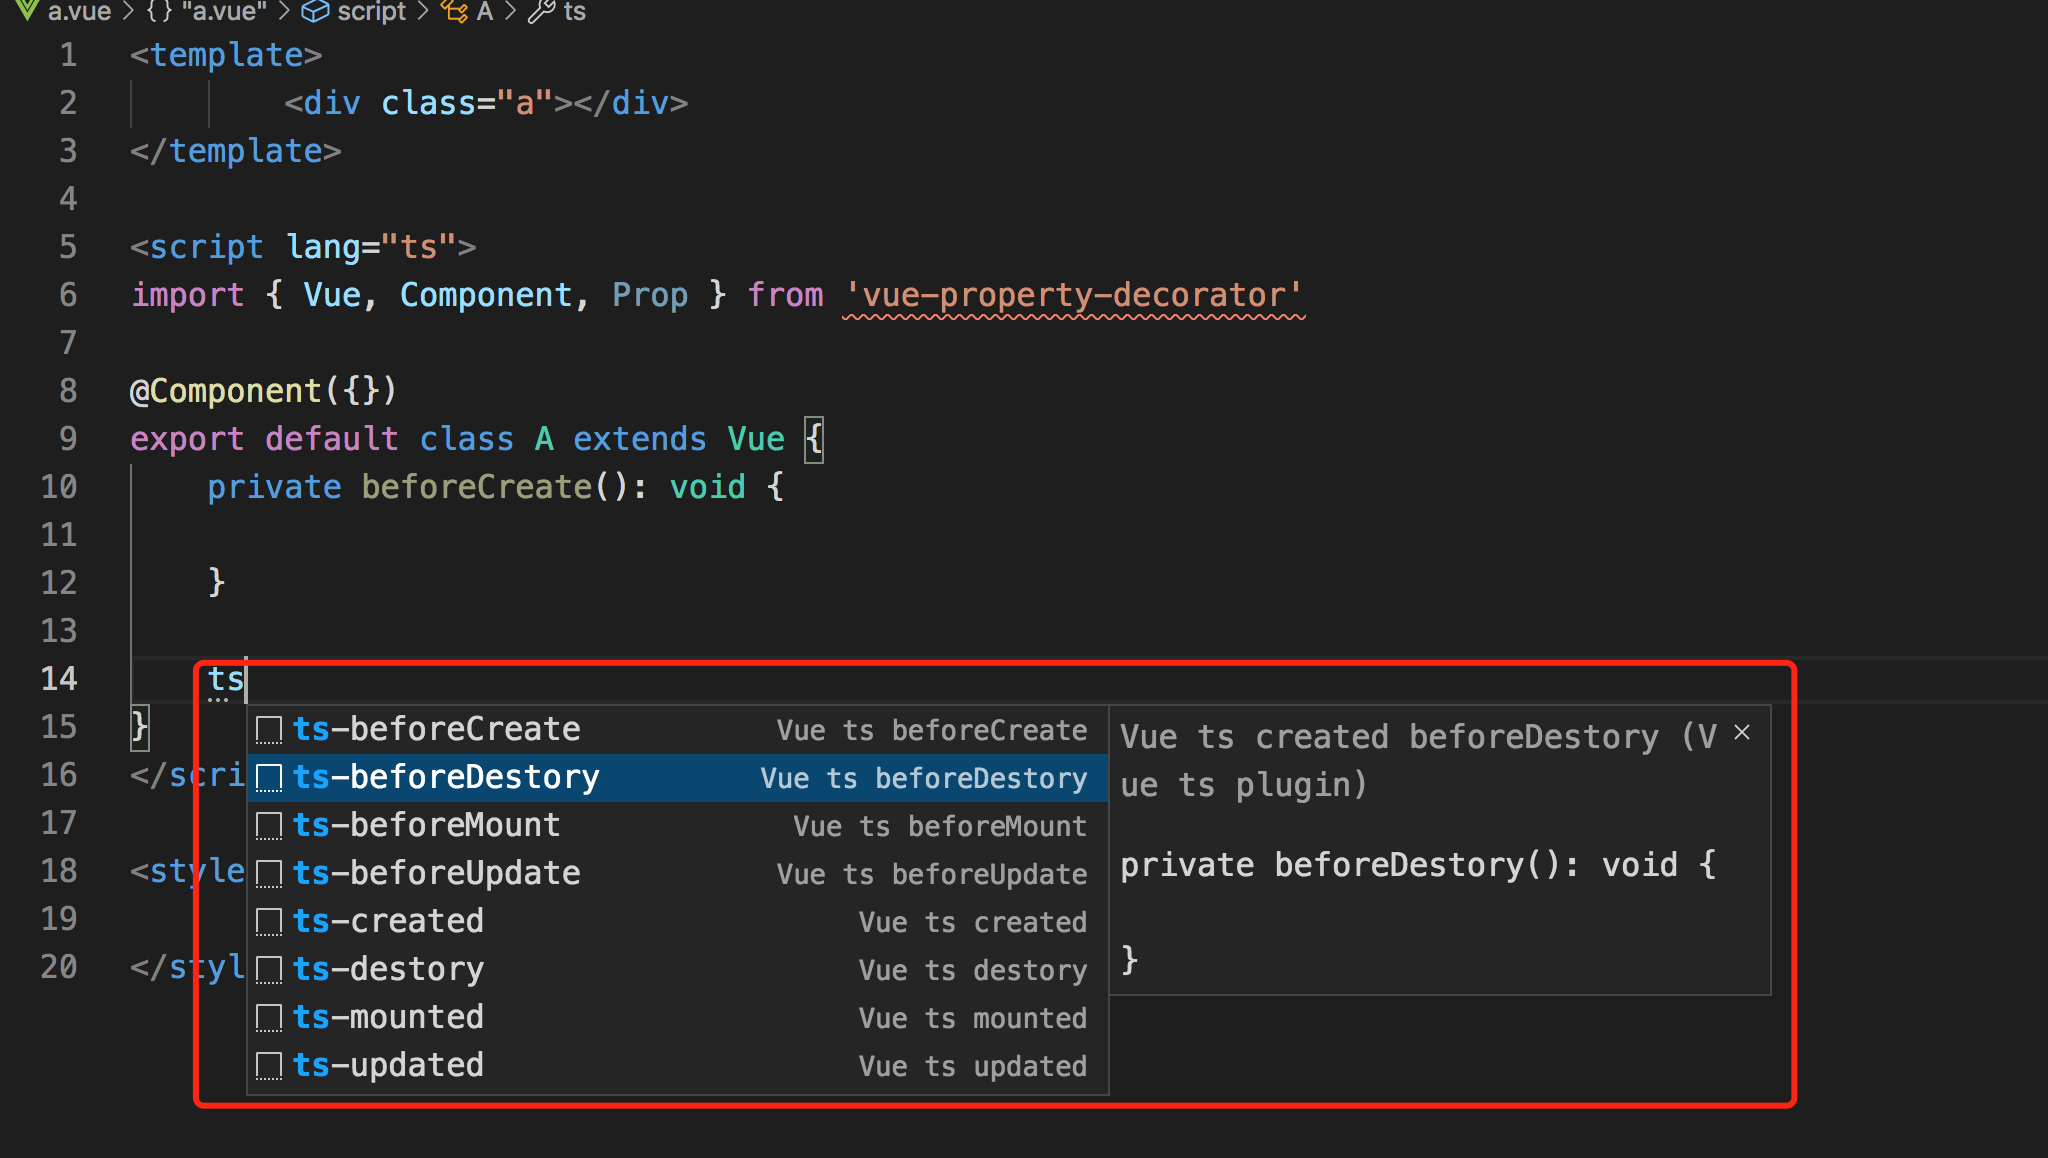 a.vue > {} "a.vue" > script > A > ts
1 <template>
2 <div class="a"></div>
3 </template>
4
5 <script lang="ts">
6 import { Vue, Component, Prop } from 'vue-property-decorator'
7
8 @Component({})
9 export default class A extends Vue {
10 private beforeCreate(): void {
11
12 }
13
14 ts
15 }
16 </scri
17
18 <style
19
20 </styl
ts-beforeCreate Vue ts beforeCreate
ts-beforeDestory Vue ts beforeDestory
ts-beforeMount Vue ts beforeMount
ts-beforeUpdate Vue ts beforeUpdate
ts-created Vue ts created
ts-destory Vue ts destory
ts-mounted Vue ts mounted
ts-updated Vue ts updated
Vue ts created beforeDestory (V
ue ts plugin)
private beforeDestory(): void {
}